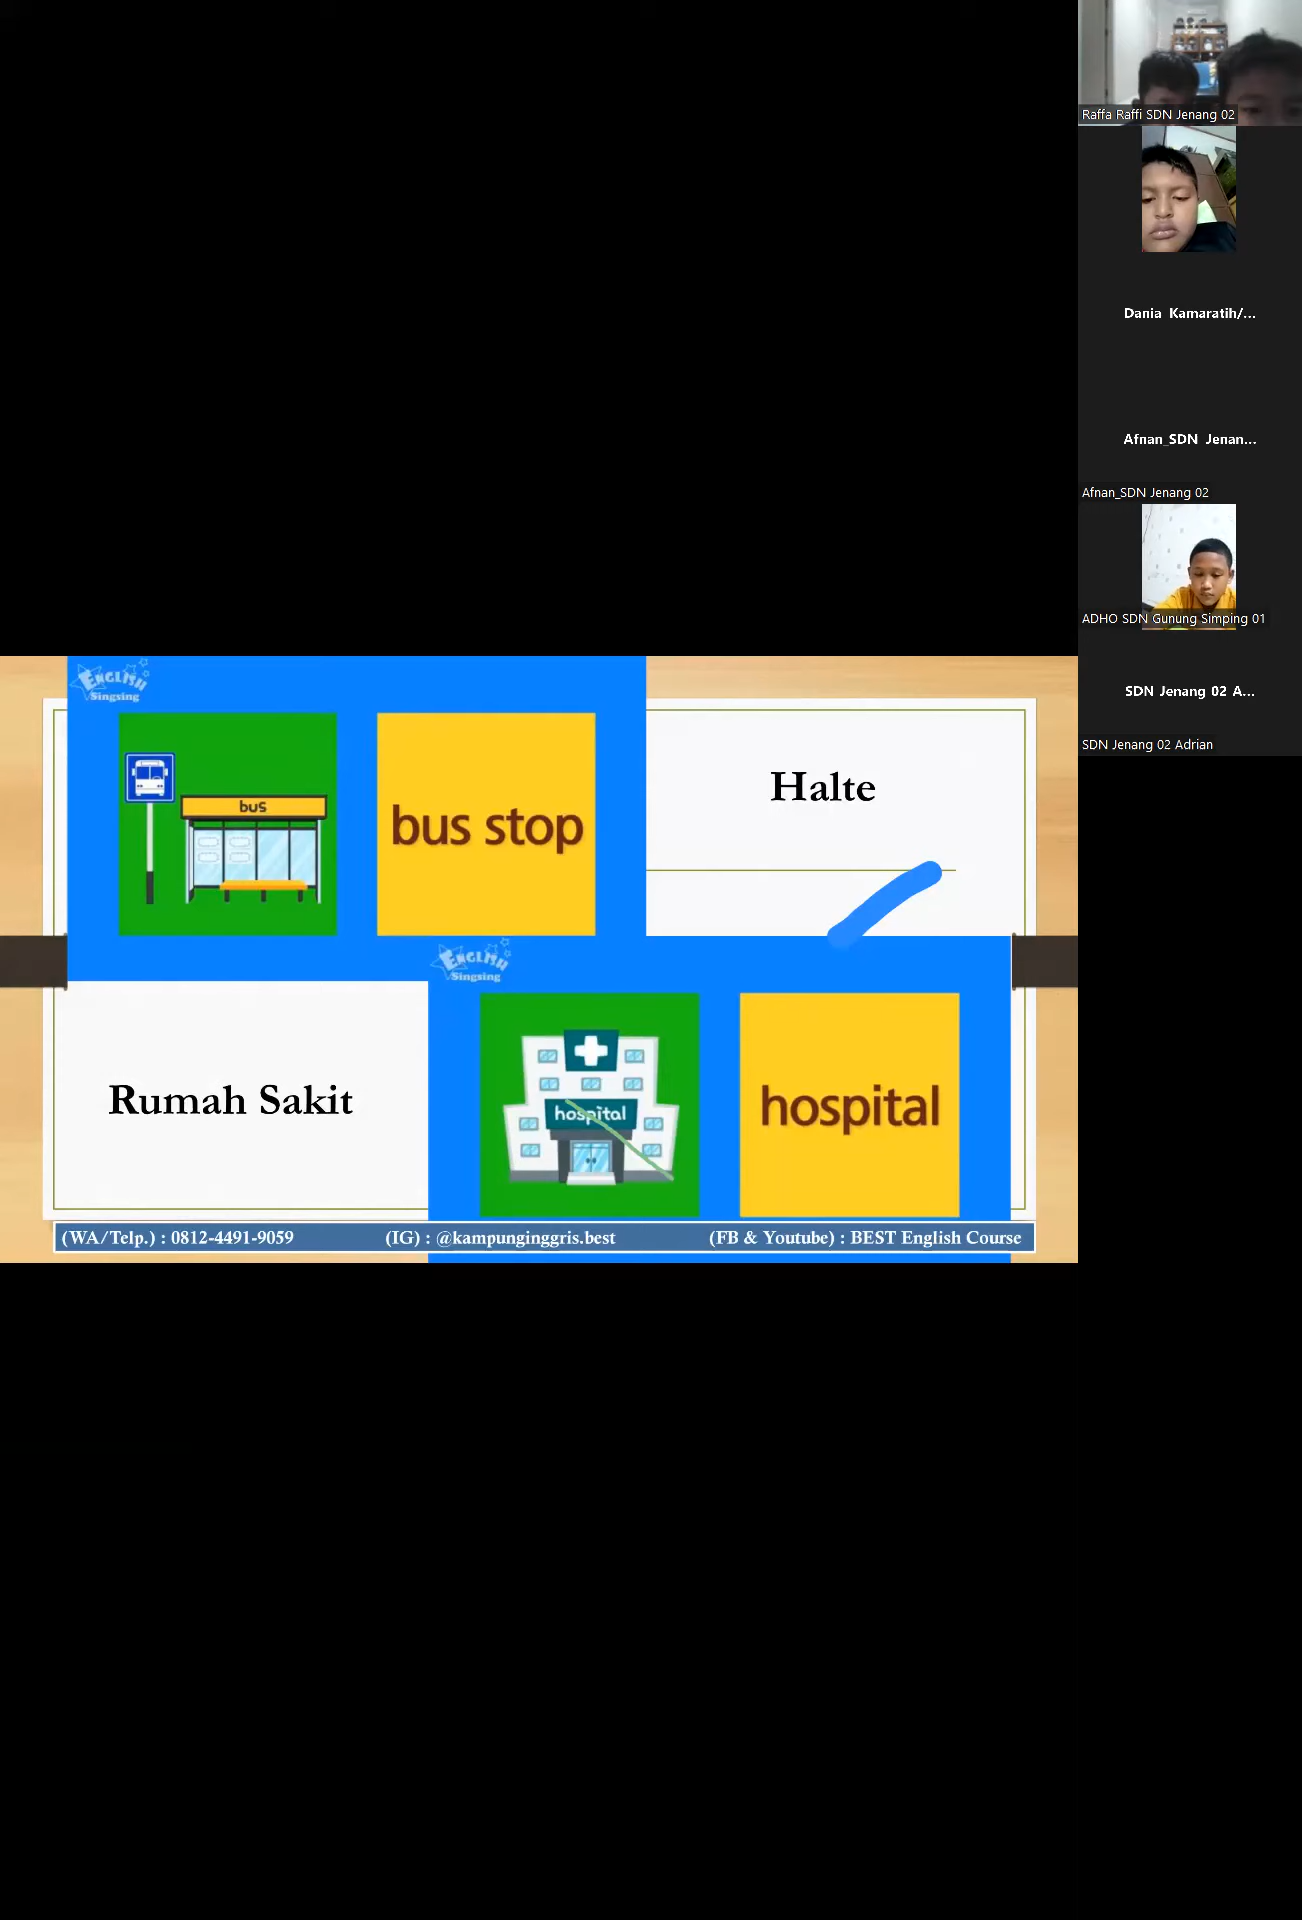 Raffa Raffi SDN Jenang 02
Dania Kamaratih/...
Afnan_SDN Jenan...
Afnan_SDN Jenang 02
ADHO SDN Gunung Simping 01
SDN Jenang 02 A...
SDN Jenang 02 Adrian
ENGLISH
Singsing
bus
bus stop
Halte
ENGLISH
Singsing
Rumah Sakit
hospital
hospital
(WA/Telp.) : 0812-4491-9059 (IG) : @kampunginggris.best (FB & Youtube) : BEST English Course